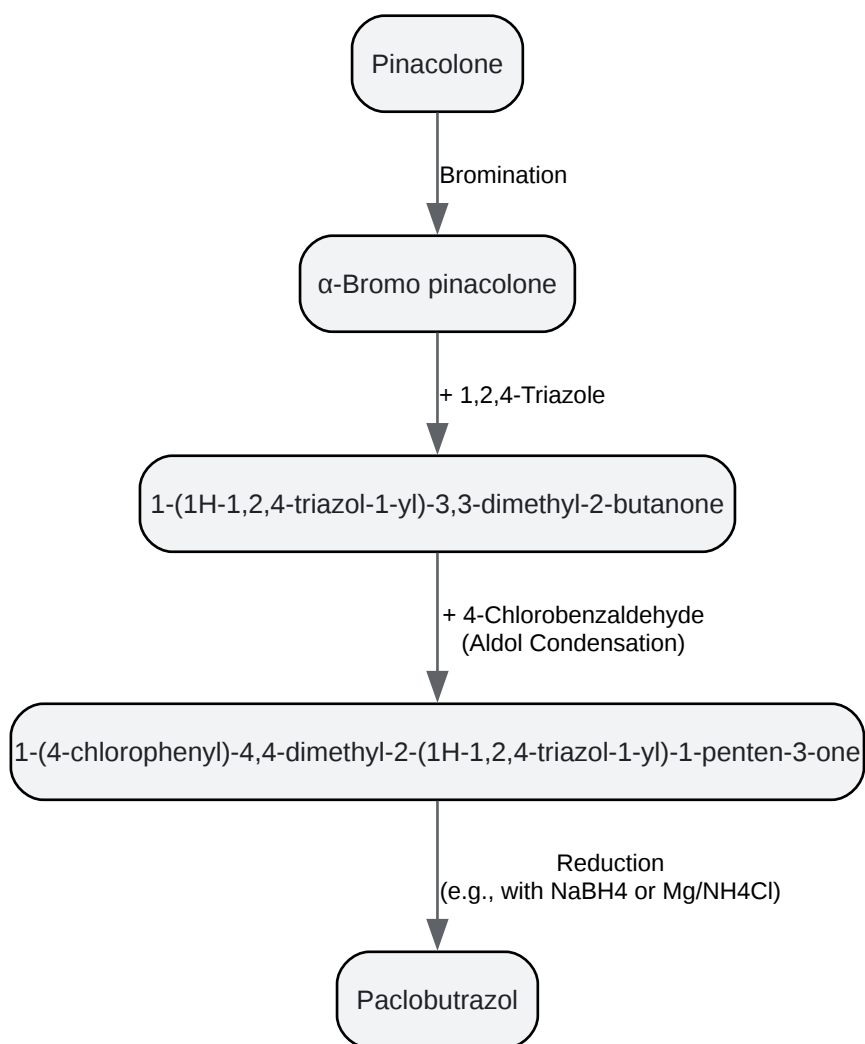 Pinacolone
Bromination
α-Bromo pinacolone
+ 1,2,4-Triazole
1-(1H-1,2,4-triazol-1-yl)-3,3-dimethyl-2-butanone
+ 4-Chlorobenzaldehyde
(Aldol Condensation)
1-(4-chlorophenyl)-4,4-dimethyl-2-(1H-1,2,4-triazol-1-yl)-1-penten-3-one
Reduction
(e.g., with NaBH4 or Mg/NH4Cl)
Paclobutrazol